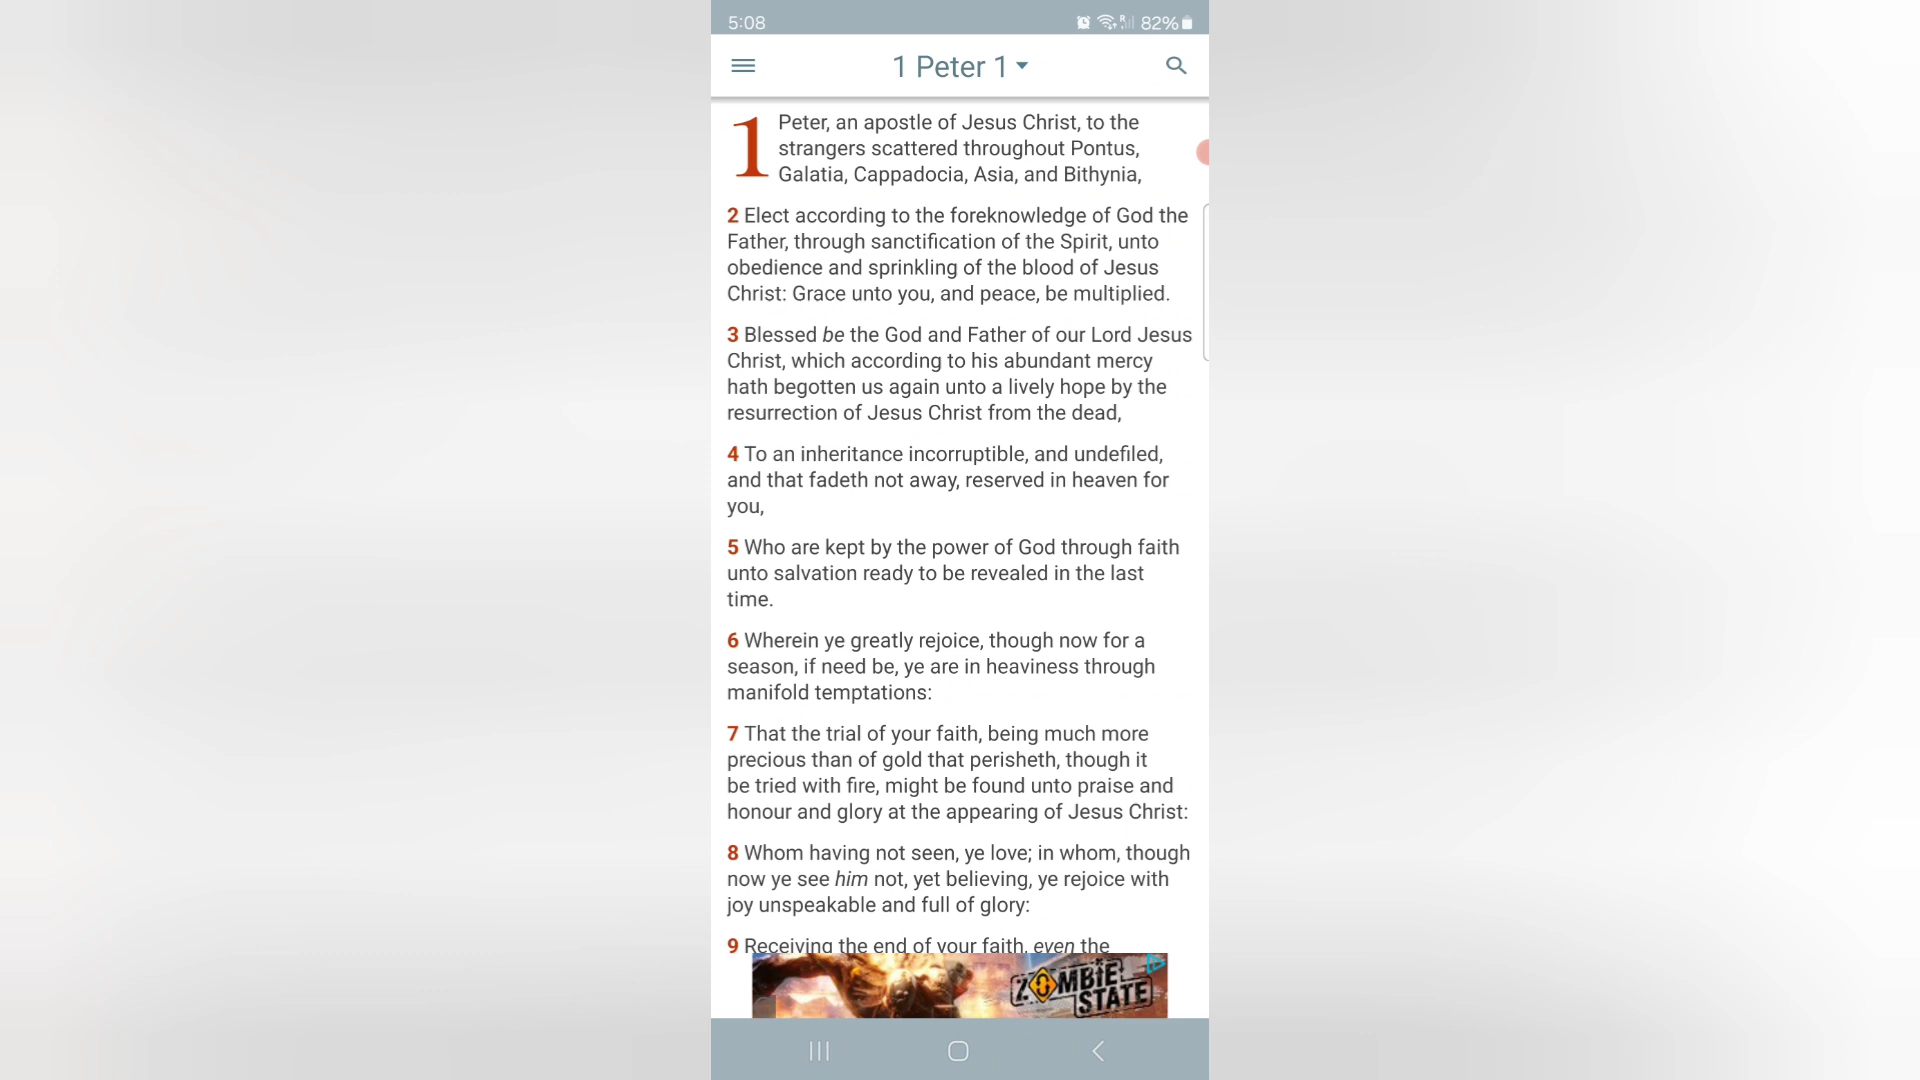 5:08
82%
1 Peter 1
1 Peter, an apostle of Jesus Christ, to the
strangers scattered throughout Pontus,
Galatia, Cappadocia, Asia, and Bithynia,
2 Elect according to the foreknowledge of God the
Father, through sanctification of the Spirit, unto
obedience and sprinkling of the blood of Jesus
Christ: Grace unto you, and peace, be multiplied.
3 Blessed be the God and Father of our Lord Jesus
Christ, which according to his abundant mercy
hath begotten us again unto a lively hope by the
resurrection of Jesus Christ from the dead,
4 To an inheritance incorruptible, and undefiled,
and that fadeth not away, reserved in heaven for
you,
5 Who are kept by the power of God through faith
unto salvation ready to be revealed in the last
time.
6 Wherein ye greatly rejoice, though now for a
season, if need be, ye are in heaviness through
manifold temptations:
7 That the trial of your faith, being much more
precious than of gold that perisheth, though it
be tried with fire, might be found unto praise and
honour and glory at the appearing of Jesus Christ:
8 Whom having not seen, ye love; in whom, though
now ye see him not, yet believing, ye rejoice with
joy unspeakable and full of glory:
9 Receiving the end of your faith, even the
ZOMBIE
STATE